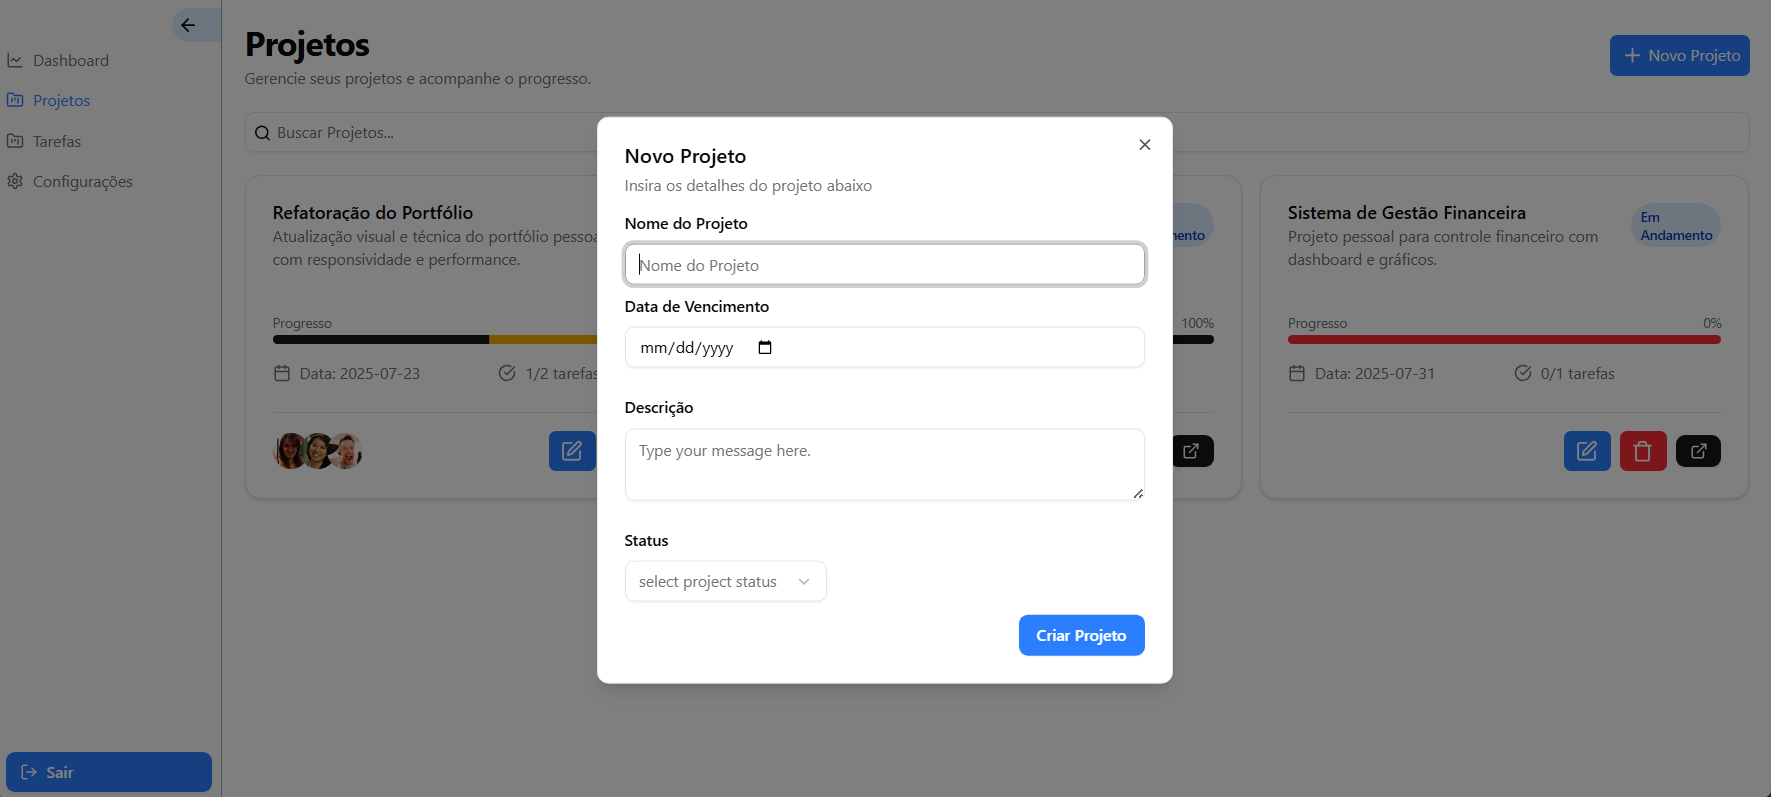 Dashboard
Projetos
Tarefas
Configurações
Sair
Projetos
Gerencie seus projetos e acompanhe o progresso.
Novo Projeto
Buscar Projetos...
Refatoração do Portfólio
Atualização visual e técnica do portfólio
com responsividade e performance.
Progresso
Data: 2025-07-23
1/2 tarefas
100%
Sistema de Gestão Financeira
Projeto pessoal para controle financeiro com
dashboard e gráficos.
Em
Andamento
Progresso
0%
Data: 2025-07-31
0/1 tarefas
Novo Projeto
Insira os detalhes do projeto abaixo
Nome do Projeto
Nome do Projeto
Data de Vencimento
mm/dd/yyyy
Descrição
Type your message here.
Status
select project status
Criar Projeto